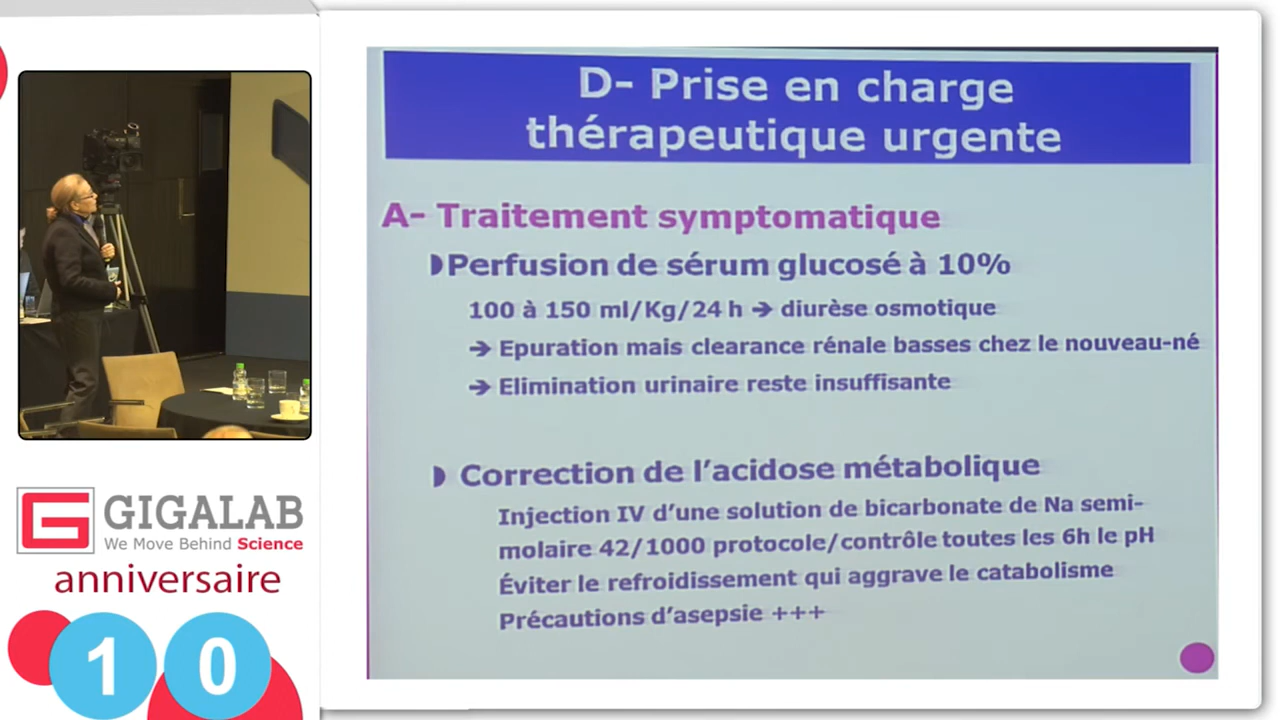 D- Prise en charge
thérapeutique urgente
A- Traitement symptomatique
Perfusion de sérum glucosé à 10%
100 à 150 ml/Kg/24 h → diurèse osmotique
→ Epuration mais clearance rénale basses chez le nouveau-né
→ Elimination urinaire reste insuffisante
Correction de l'acidose métabolique
Injection IV d'une solution de bicarbonate de Na semi-
molaire 42/1000 protocole/contrôle toutes les 6h le pH
Éviter le refroidissement qui aggrave le catabolisme
Précautions d'asepsie +++
GIGALAB
We Move Behind Science
anniversaire
10